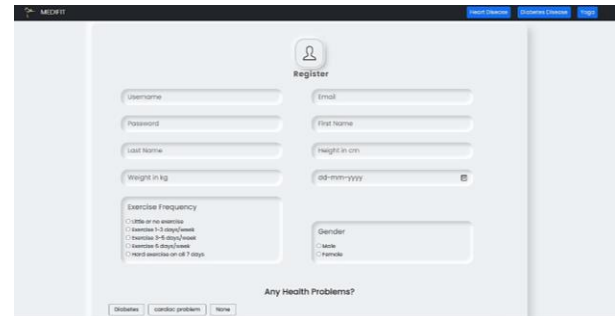 MEDIFIT Heart Disease Diabetes Disease Yoga
Register
Username Email
Password First Name
Last Name Height in cm
Weight in kg dd-mm-yyyy
Exercise Frequency
Little or no exercise
Exercise 1-3 days/week
Exercise 3-5 days/week
Exercise 6 days/week
Hard exercise on all 7 days
Gender
Male
Female
Any Health Problems?
Diabetes cardiac problem None